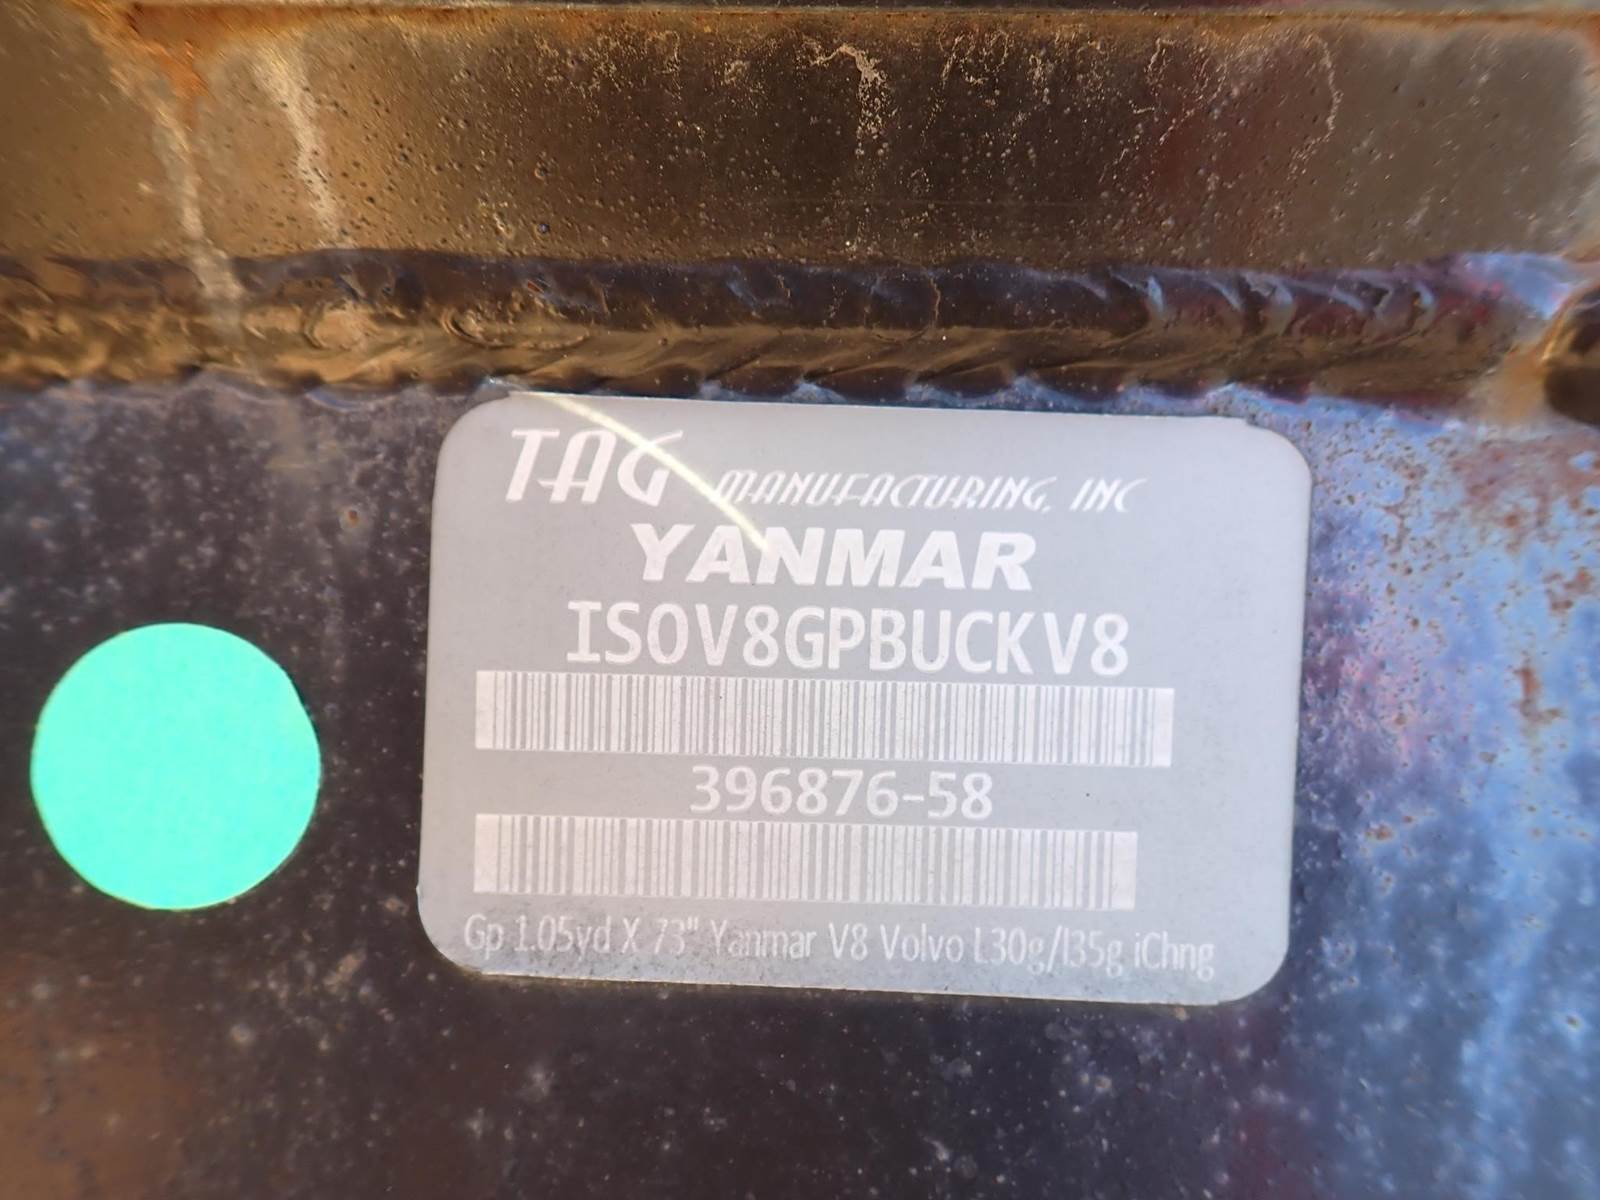 TAG MANUFACTURING, INC
YANMAR
ISOV8GPBUCKV8
396876-58
Gp 1.05yd X 73" Yanmar V8 Volvo L30g/l35g iChng